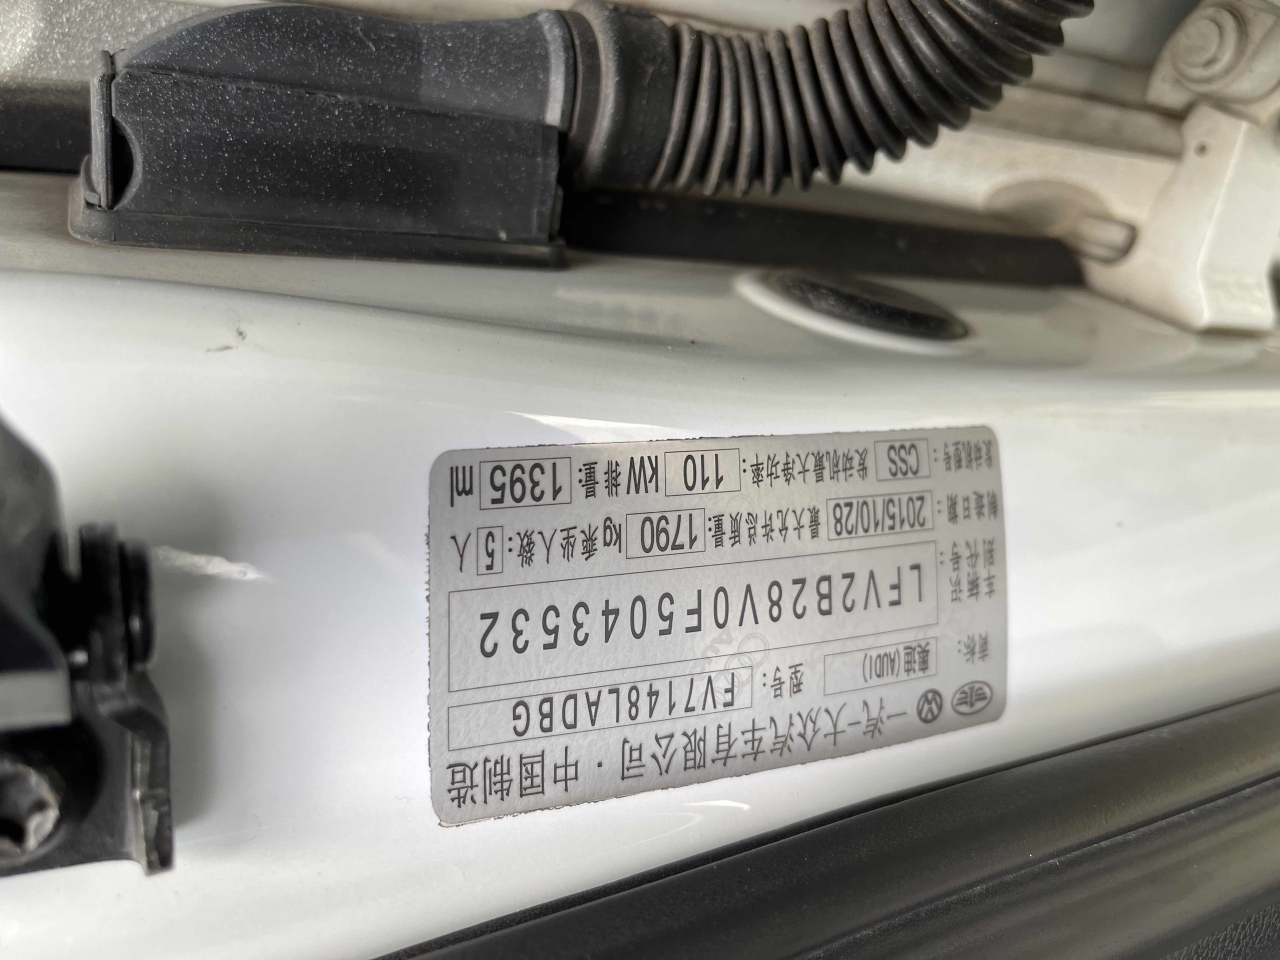 一汽-大众汽车有限公司·中国制造
商标: 奥迪(AUDI) 型号: FV7148LADBG
车辆识别代号: LFV2B28V0F5043532
制造日期: 2015/10/28 最大允许总质量: 1790 kg 乘坐人数: 5 人
发动机型号: CSS 发动机最大净功率: 110 kW 排量: 1395 ml